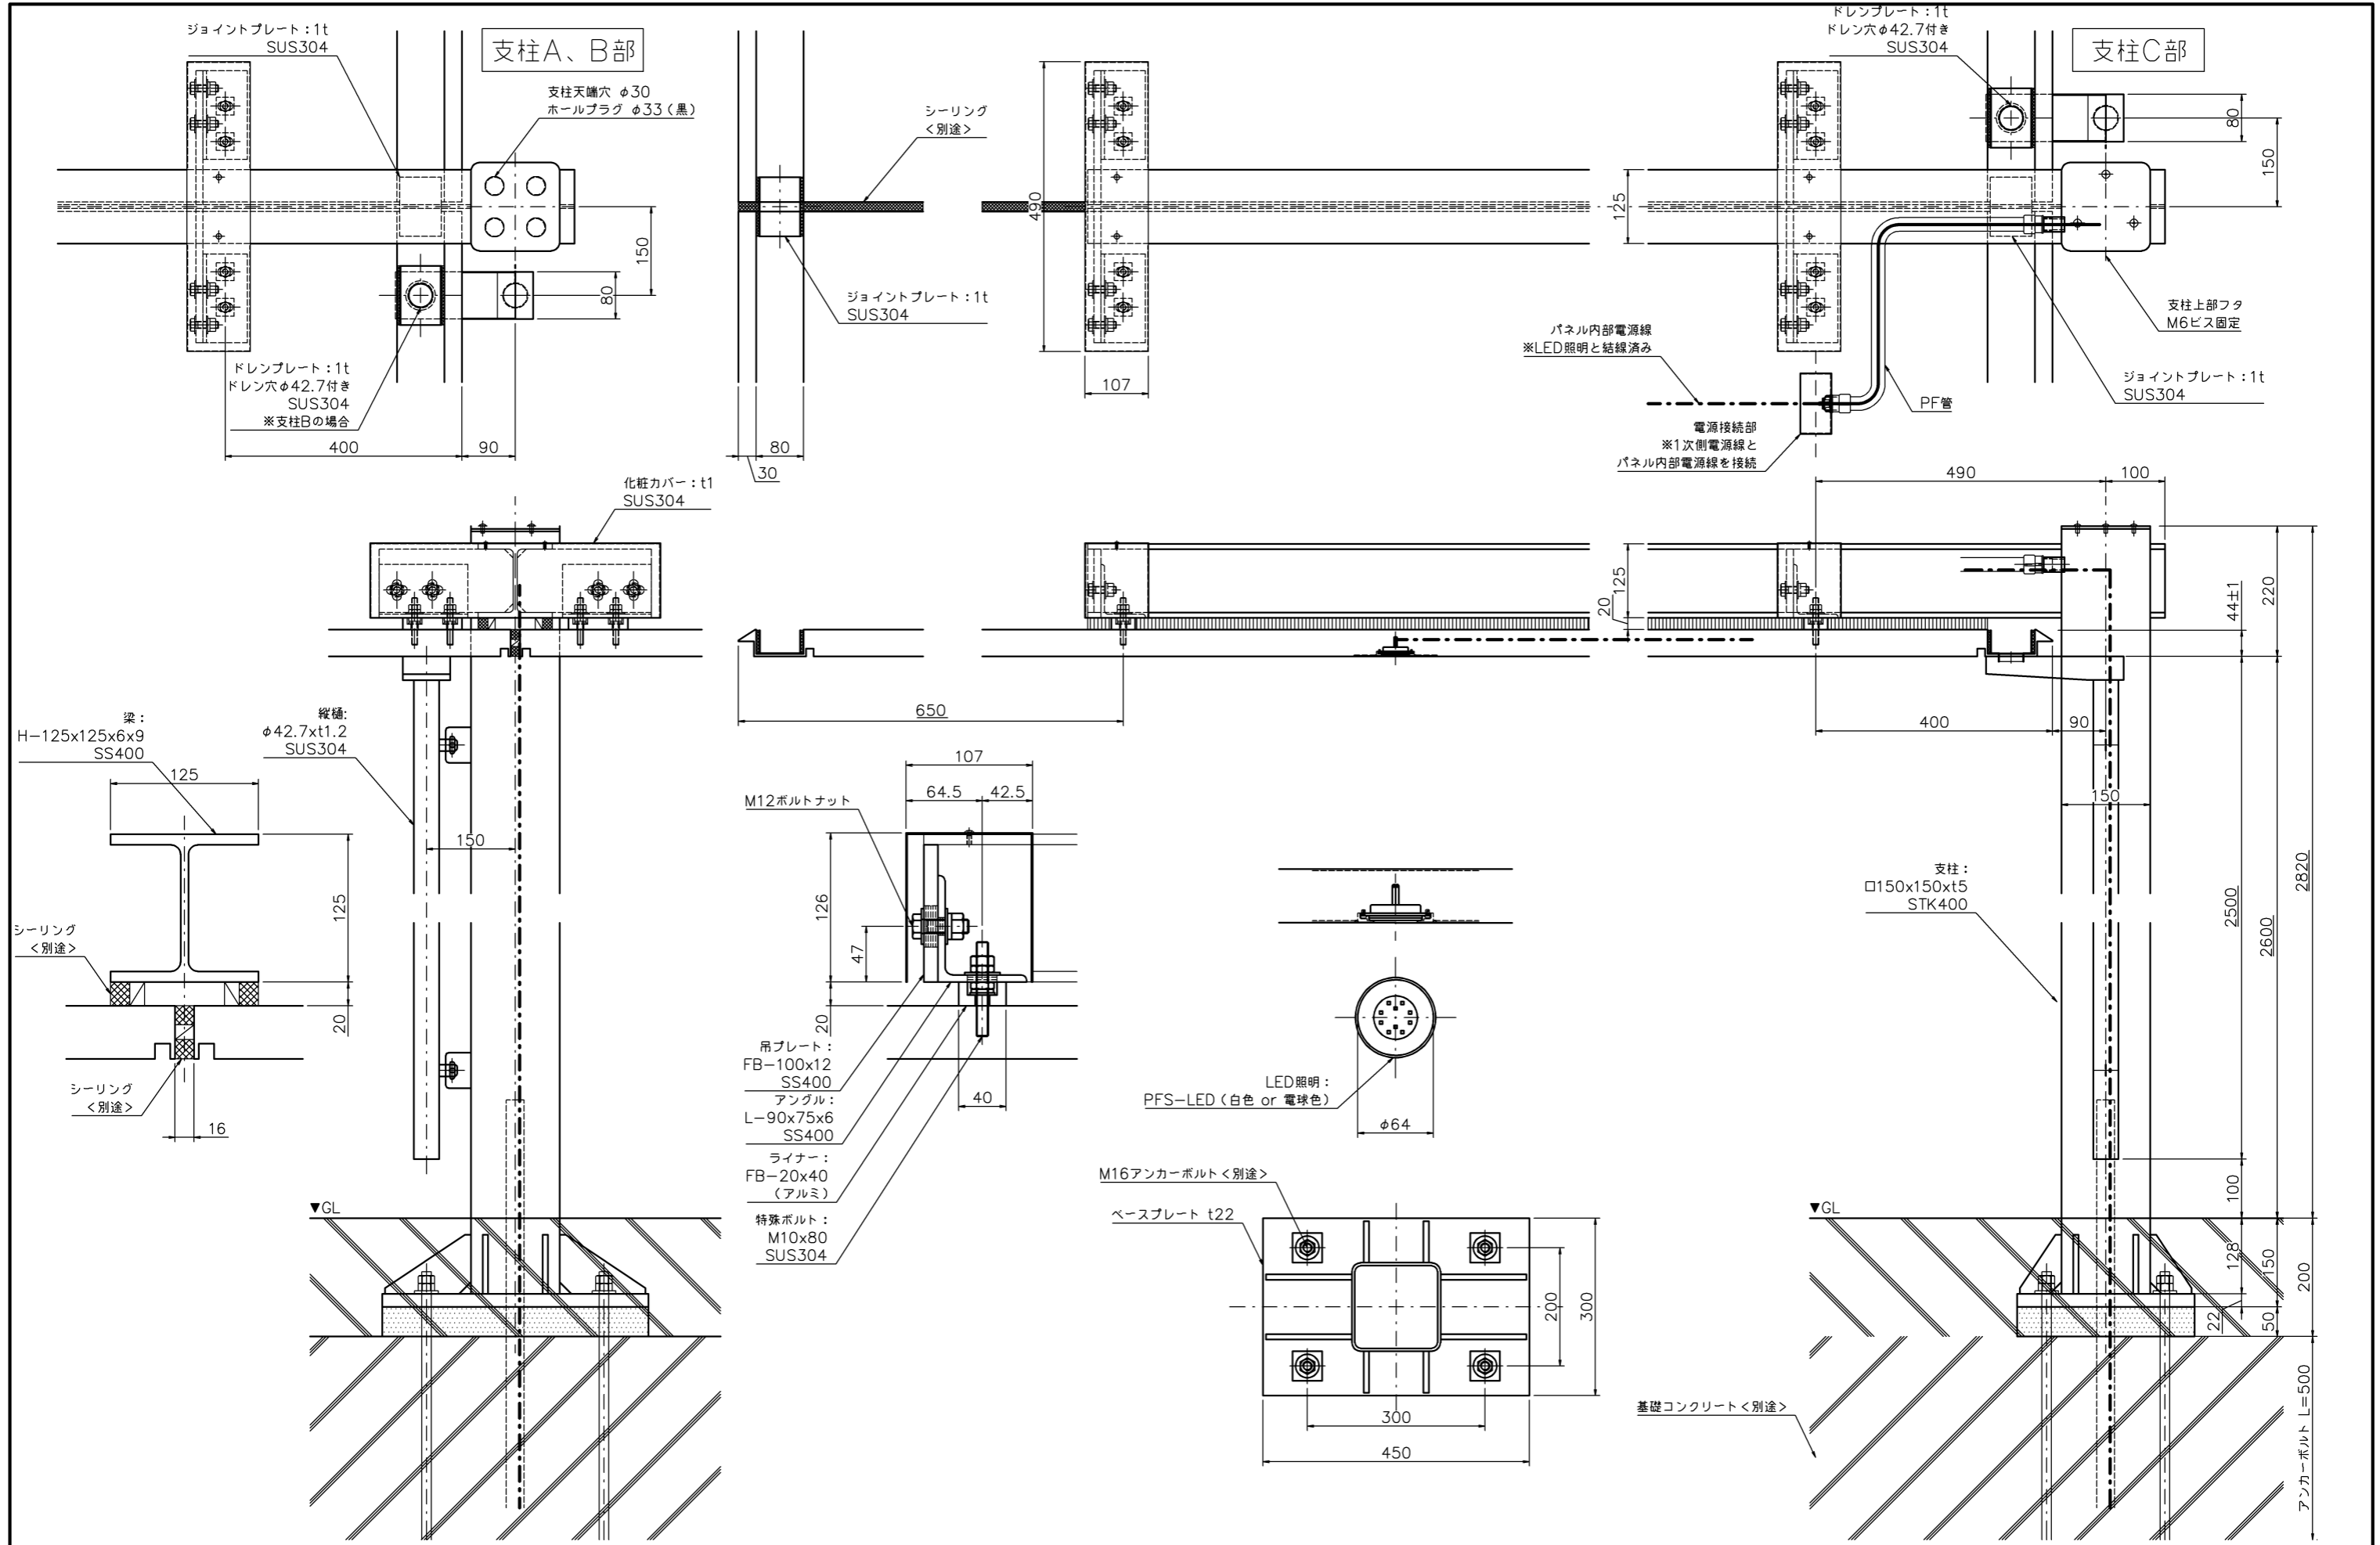 ジョイントプレート：1t
SUS304
支柱A、B部
支柱天端穴 φ30
ホールプラグ φ33（黒）
150
80
ドレンプレート：1t
ドレン穴φ42.7付き
SUS304
※支柱Bの場合
400
90
シーリング
＜別途＞
ジョイントプレート：1t
SUS304
80
30
490
107
125
ドレンプレート：1t
ドレン穴φ42.7付き
SUS304
支柱C部
80
150
支柱上部フタ
M6ビス固定
パネル内部電源線
※LED照明と結線済み
ジョイントプレート：1t
SUS304
PF管
電源接続部
※1次側電源線と
パネル内部電源線を接続
化粧カバー：t1
SUS304
490
100
125
20
44±1
220
650
400
90
梁：
H-125x125x6x9
SS400
縦樋:
φ42.7xt1.2
SUS304
125
150
125
20
シーリング
＜別途＞
シーリング
＜別途＞
16
107
64.5
42.5
M12ボルトナット
126
47
20
吊プレート：
FB-100x12
SS400
アングル：
L-90x75x6
SS400
ライナー：
FB-20x40
（アルミ）
特殊ボルト：
M10x80
SUS304
40
LED照明：
PFS-LED（白色 or 電球色）
φ64
150
支柱：
□150x150xt5
STK400
2500
2600
2820
100
M16アンカーボルト＜別途＞
ベースプレート t22
200
300
300
450
▼GL
▼GL
128
150
200
22
50
アンカーボルト L=500
基礎コンクリート＜別途＞